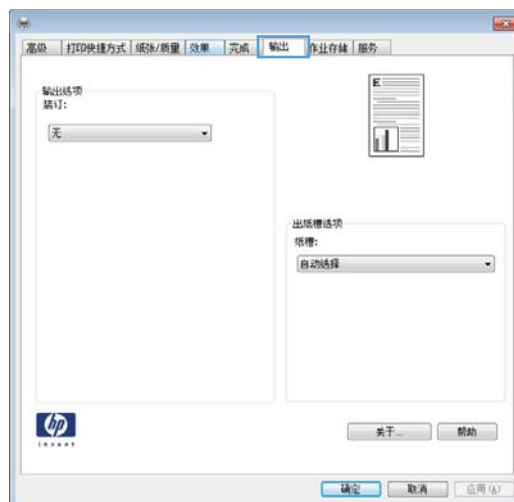 高级 打印快捷方式 纸张/质量 效果 完成 输出 作业存储 服务
输出选项
装订:
无
E
出纸槽选项
纸槽:
自动选择
hp
invent
关于... 帮助
确定 取消 应用(A)